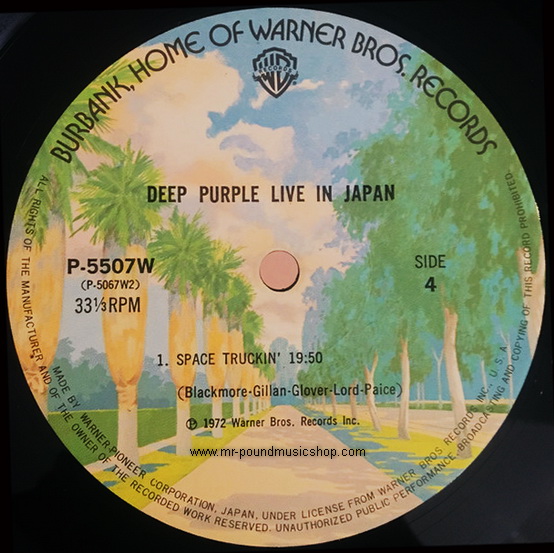 BURBANK, HOME OF WARNER BROS. RECORDS
WB
RECORDS
DEEP PURPLE LIVE IN JAPAN
P-5507W
(P-5067W2)
33⅓RPM
SIDE
4
1. SPACE TRUCKIN' 19:50
(Blackmore-Gillan-Glover-Lord-Paice)
Ⓟ 1972 Warner Bros. Records Inc.
www.mr-poundmusicshop.com
MADE BY WARNER-PIONEER CORPORATION, JAPAN, UNDER LICENSE FROM WARNER BROS RECORDS INC., U.S.A.
ALL RIGHTS OF THE MANUFACTURER AND OF THE OWNER OF THE RECORDED WORK RESERVED. UNAUTHORIZED PUBLIC PERFORMANCE, BROADCASTING AND COPYING OF THIS RECORD PROHIBITED.